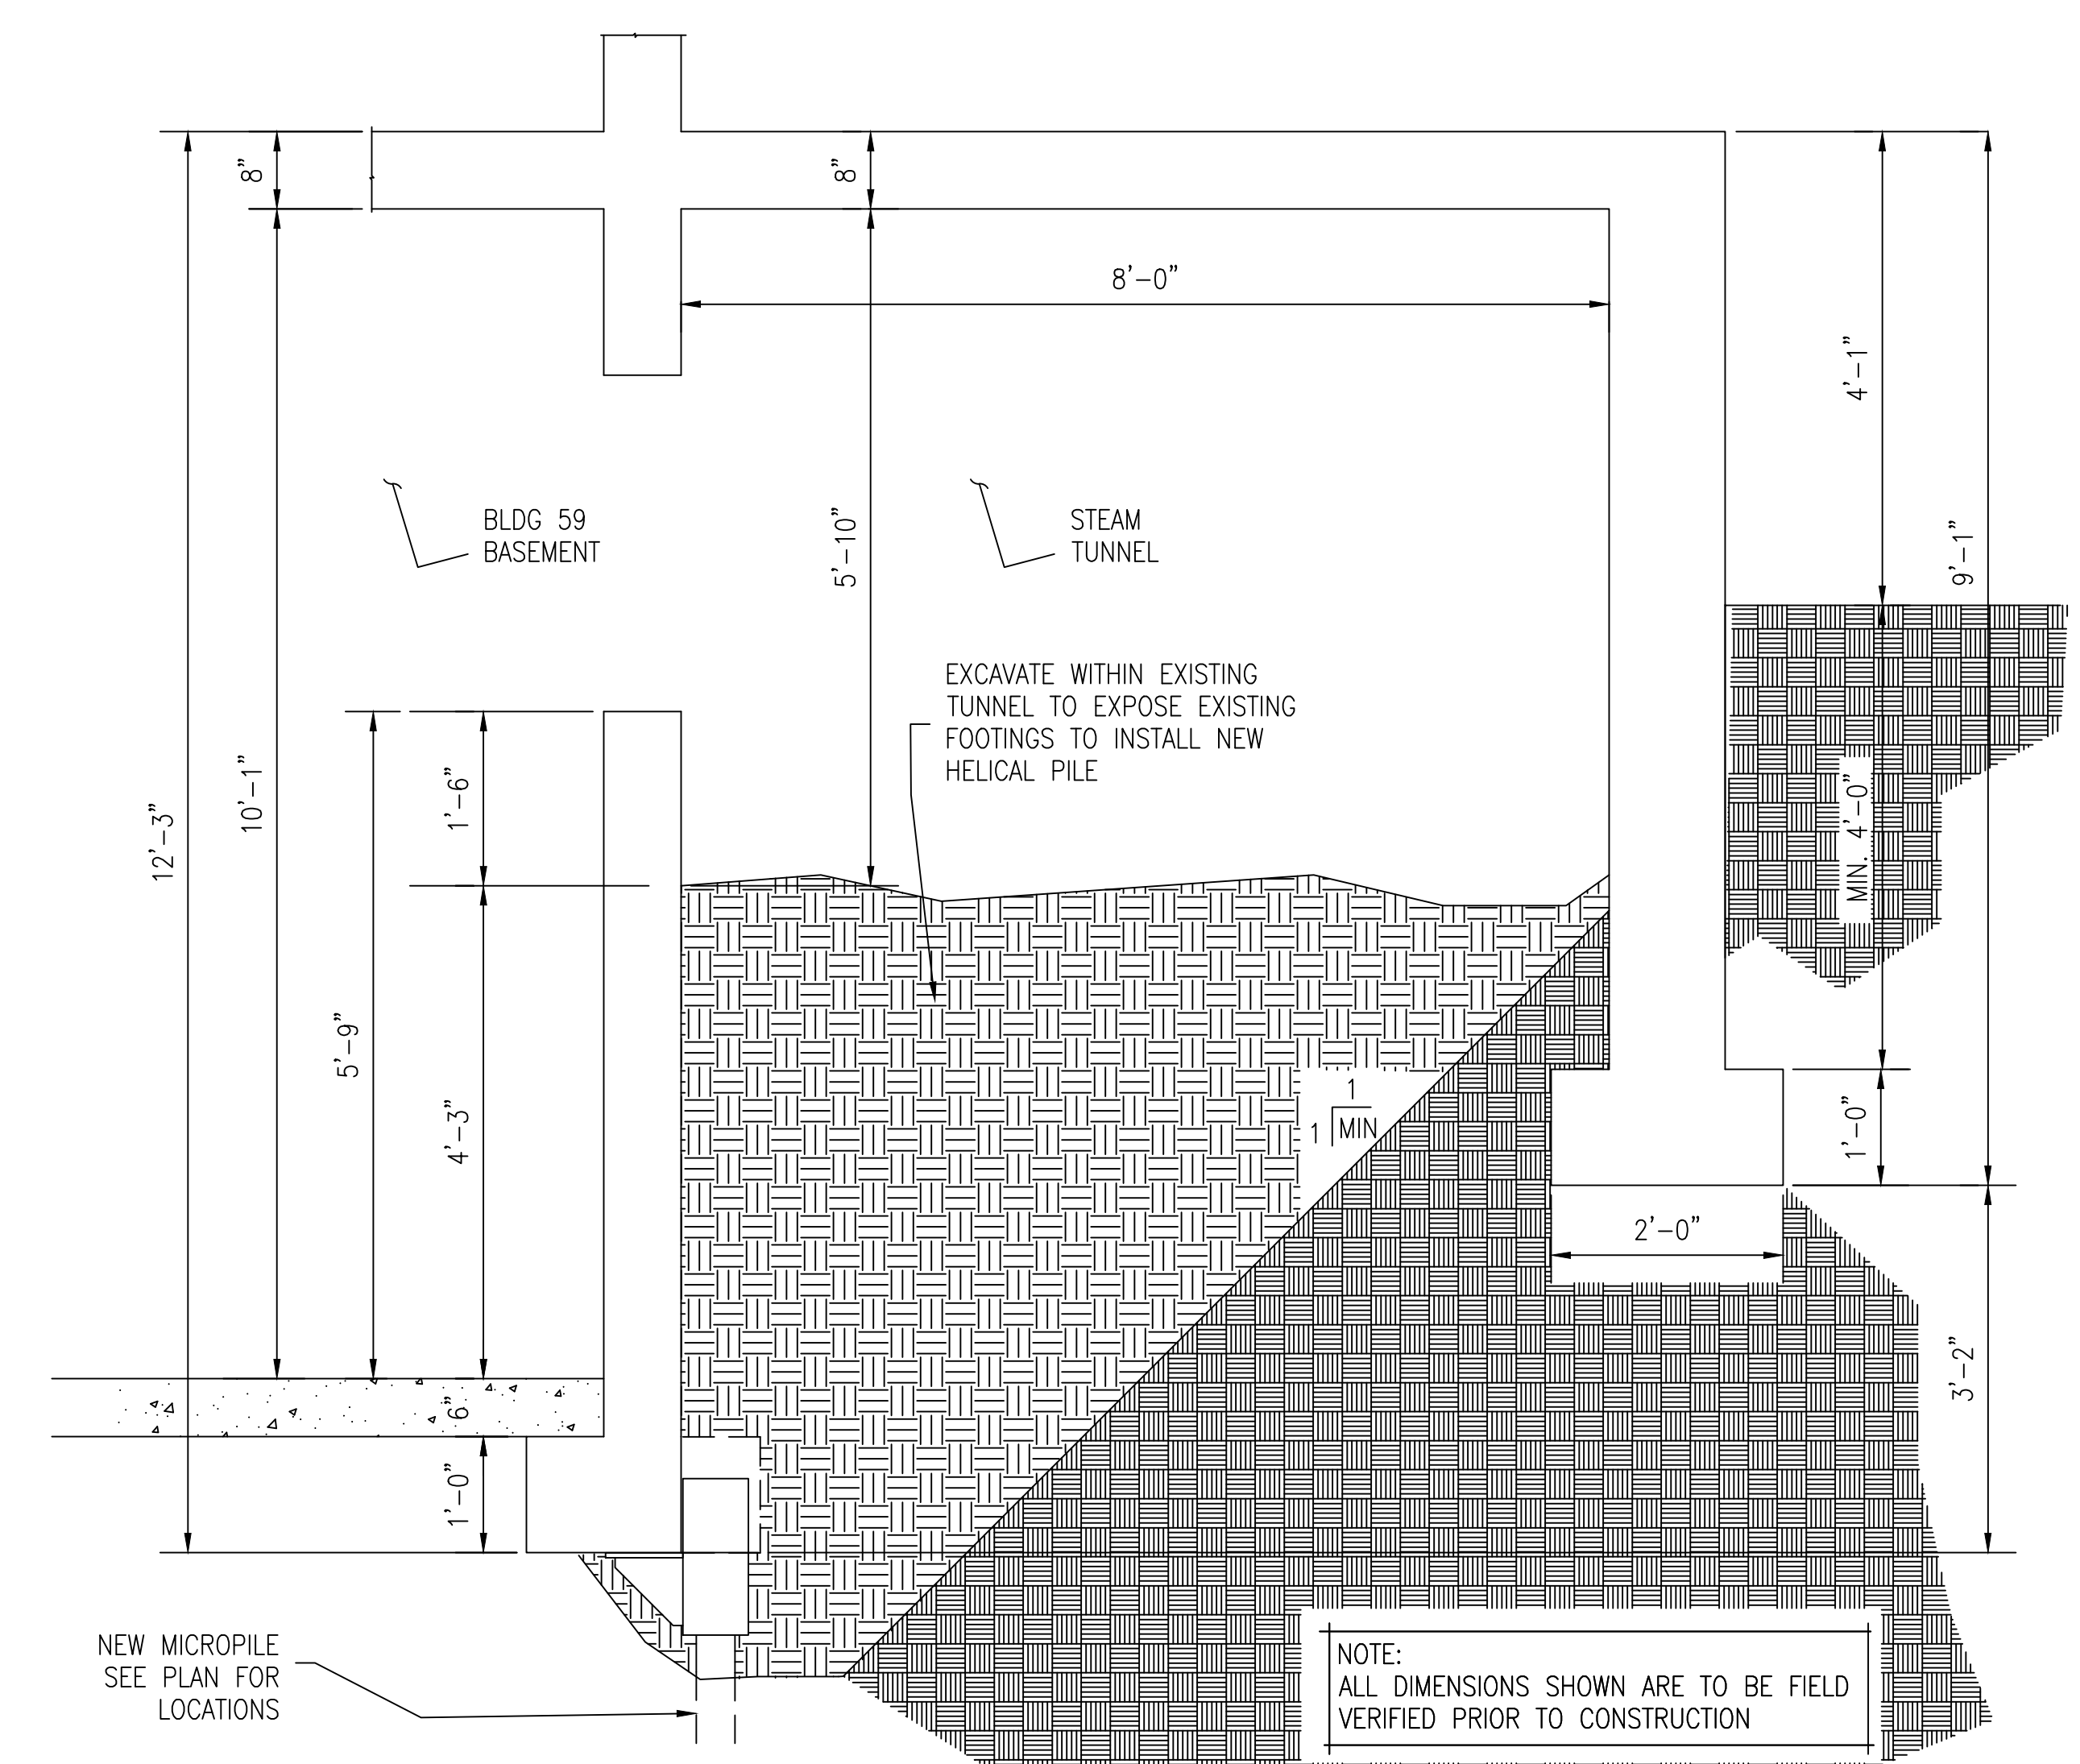 8"
8"
8'-0"
4'-1"
9'-1"
BLDG 59
BASEMENT
STEAM
TUNNEL
5'-10"
EXCAVATE WITHIN EXISTING
TUNNEL TO EXPOSE EXISTING
FOOTINGS TO INSTALL NEW
HELICAL PILE
12'-3"
10'-1"
1'-6"
MIN. 4'-0"
5'-9"
4'-3"
1
1 MIN
1'-0"
2'-0"
3'-2"
6"
1'-0"
NEW MICROPILE
SEE PLAN FOR
LOCATIONS
NOTE:
ALL DIMENSIONS SHOWN ARE TO BE FIELD
VERIFIED PRIOR TO CONSTRUCTION